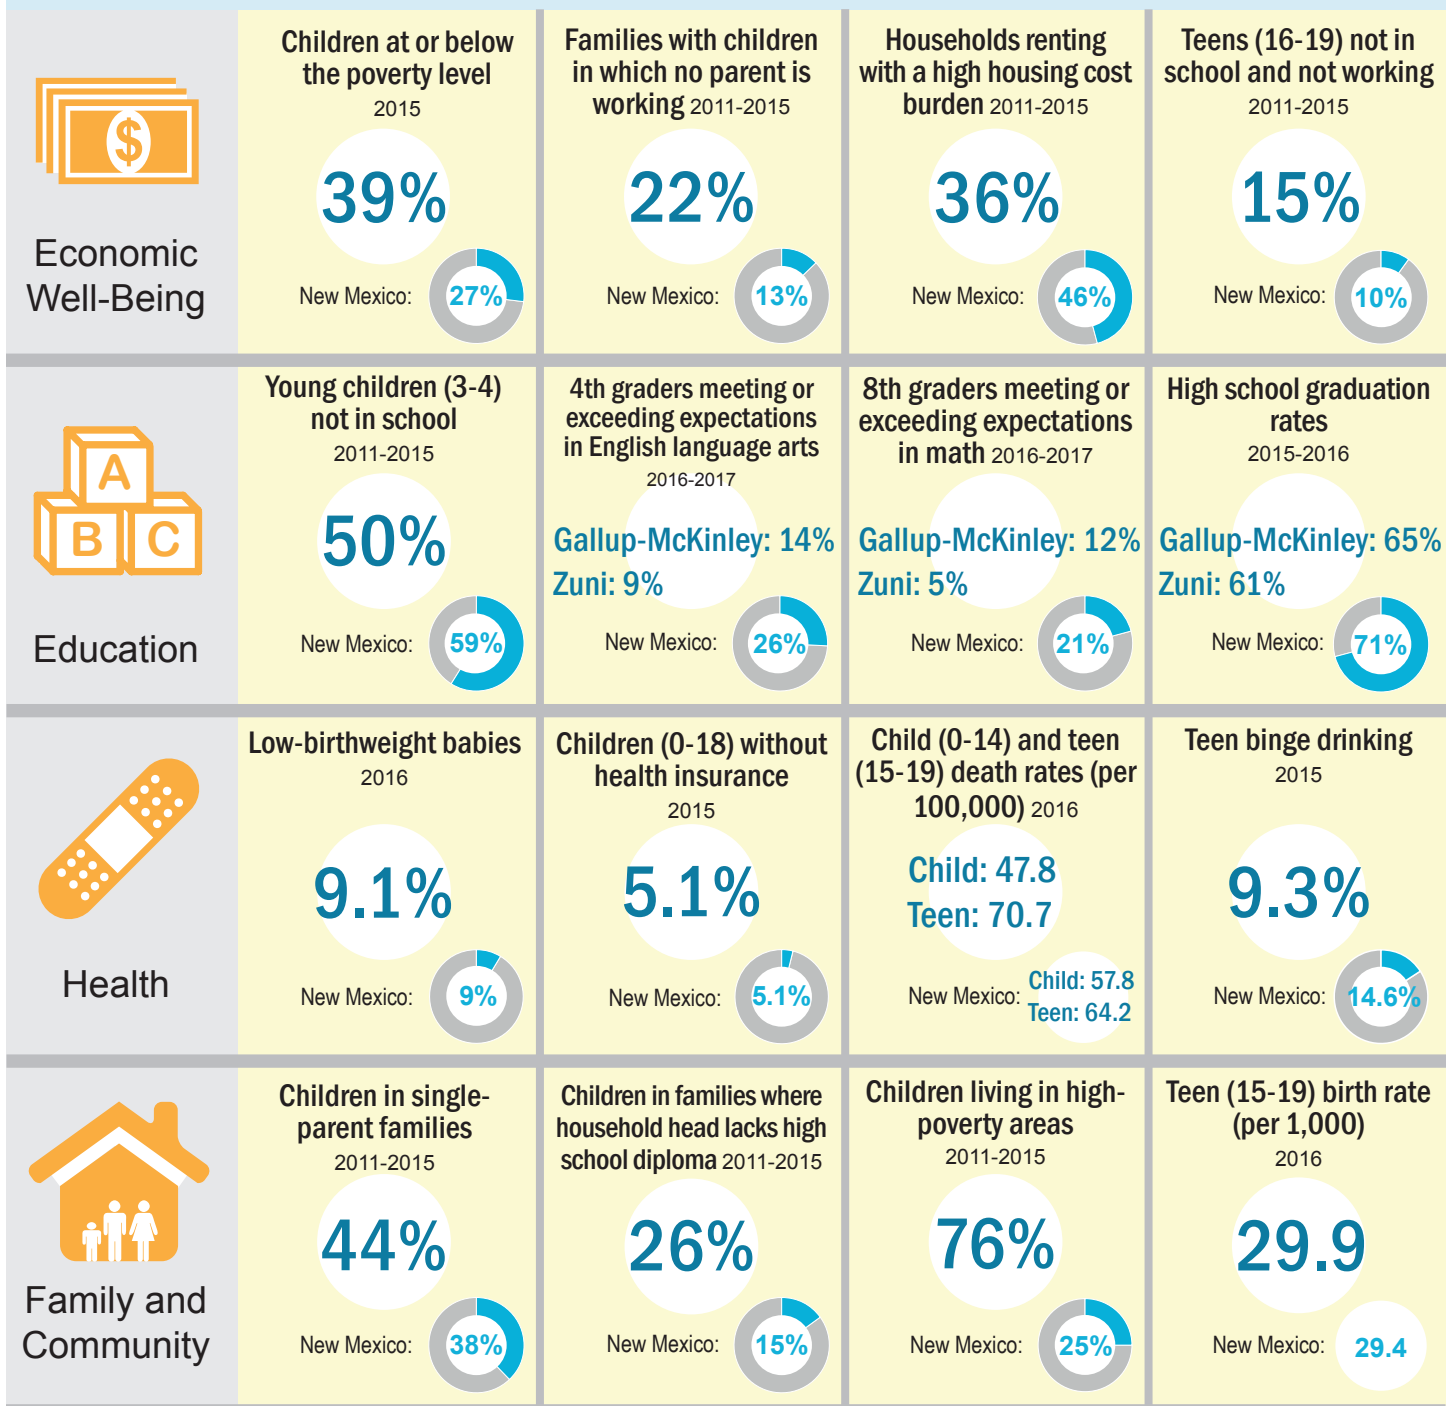 $
Economic
Well-Being
Children at or below
the poverty level
2015
39%
New Mexico: 27%
Families with children
in which no parent is
working 2011-2015
22%
New Mexico: 13%
Households renting
with a high housing cost
burden 2011-2015
36%
New Mexico: 46%
Teens (16-19) not in
school and not working
2011-2015
15%
New Mexico: 10%
A
B C
Education
Young children (3-4)
not in school
2011-2015
50%
New Mexico: 59%
4th graders meeting or
exceeding expectations
in English language arts
2016-2017
Gallup-McKinley: 14%
Zuni: 9%
New Mexico: 26%
8th graders meeting or
exceeding expectations
in math 2016-2017
Gallup-McKinley: 12%
Zuni: 5%
New Mexico: 21%
High school graduation
rates
2015-2016
Gallup-McKinley: 65%
Zuni: 61%
New Mexico: 71%
Health
Low-birthweight babies
2016
9.1%
New Mexico: 9%
Children (0-18) without
health insurance
2015
5.1%
New Mexico: 5.1%
Child (0-14) and teen
(15-19) death rates (per
100,000) 2016
Child: 47.8
Teen: 70.7
New Mexico: Child: 57.8
Teen: 64.2
Teen binge drinking
2015
9.3%
New Mexico: 14.6%
Family and
Community
Children in single-
parent families
2011-2015
44%
New Mexico: 38%
Children in families where
household head lacks high
school diploma 2011-2015
26%
New Mexico: 15%
Children living in high-
poverty areas
2011-2015
76%
New Mexico: 25%
Teen (15-19) birth rate
(per 1,000)
2016
29.9
New Mexico: 29.4